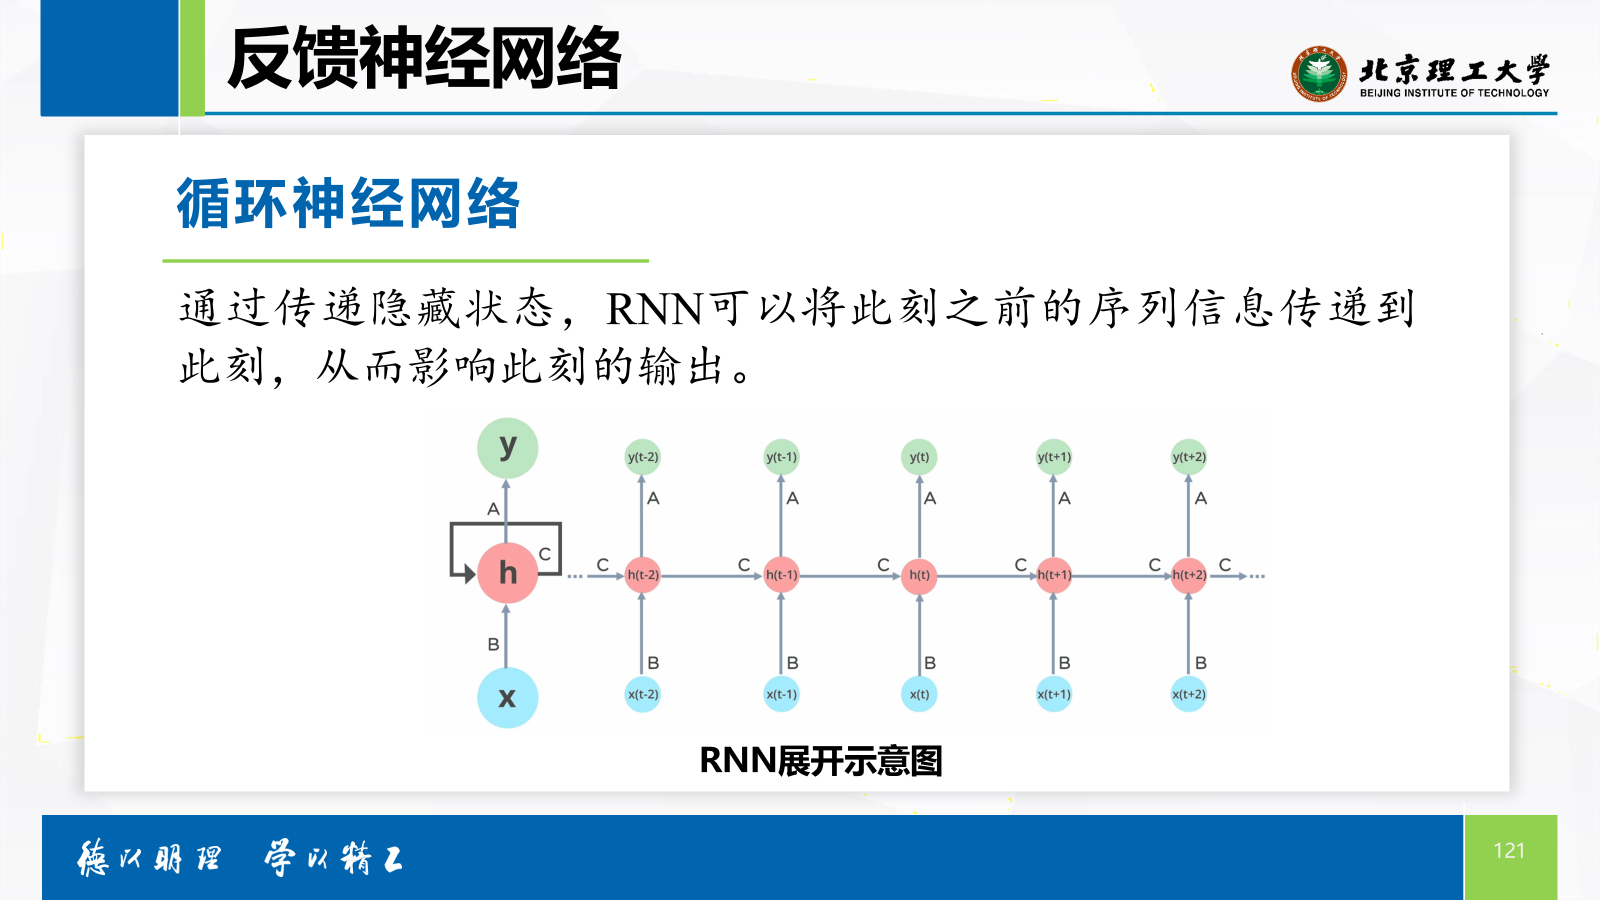 反馈神经网络
北京理工大学
BEIJING INSTITUTE OF TECHNOLOGY
循环神经网络
通过传递隐藏状态，RNN可以将此刻之前的序列信息传递到
此刻，从而影响此刻的输出。
y y(t-2) y(t-1) y(t) y(t+1) y(t+2)
A A A A A A
C ... C h(t-2) C h(t-1) C h(t) C h(t+1) C h(t+2) C ...
h
B B B B B B
x x(t-2) x(t-1) x(t) x(t+1) x(t+2)
RNN展开示意图
德以明理 学以精工
121